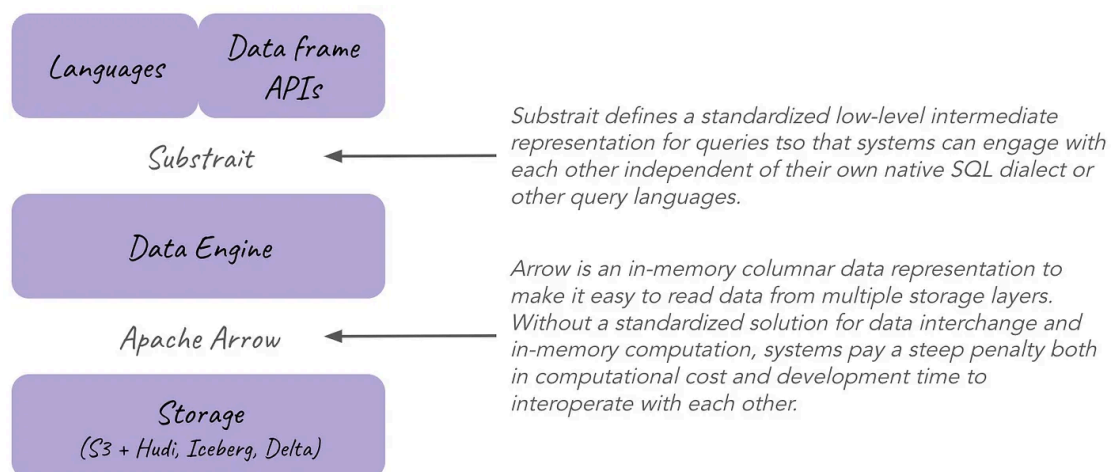 Languages
Data frame
APIs
Substrait
Substrait defines a standardized low-level intermediate
representation for queries tso that systems can engage with
each other independent of their own native SQL dialect or
other query languages.
Data Engine
Apache Arrow
Arrow is an in-memory columnar data representation to
make it easy to read data from multiple storage layers.
Without a standardized solution for data interchange and
in-memory computation, systems pay a steep penalty both
in computational cost and development time to
interoperate with each other.
Storage
(S3 + Hudi, Iceberg, Delta)